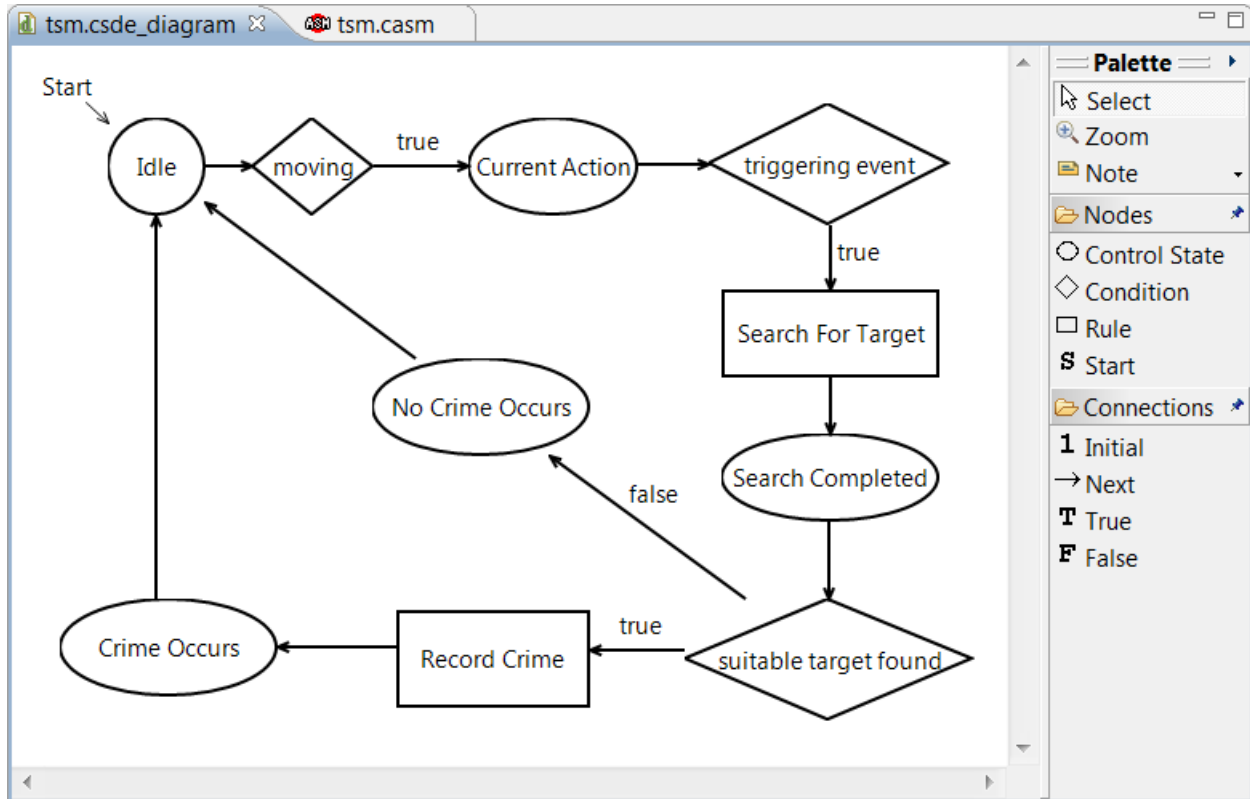 tsm.csde_diagram
ASM tsm.casm
Start
Idle
moving
true
Current Action
triggering event
true
Search For Target
No Crime Occurs
Search Completed
false
Crime Occurs
Record Crime
true
suitable target found
Palette
Select
Zoom
Note
Nodes
Control State
Condition
Rule
S Start
Connections
1 Initial
Next
T True
F False